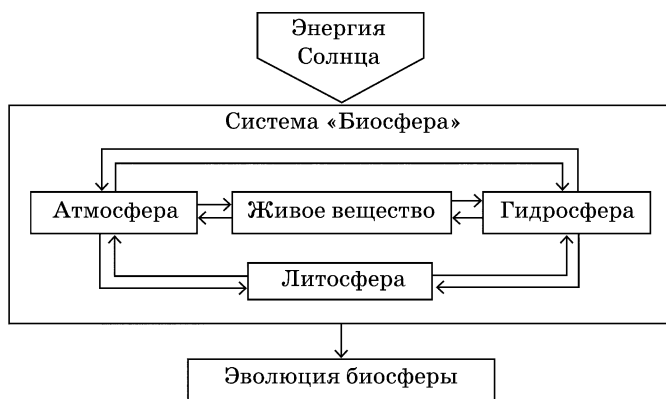 Энергия
Солнца
Система «Биосфера»
Атмосфера
Живое вещество
Гидросфера
Литосфера
Эволюция биосферы